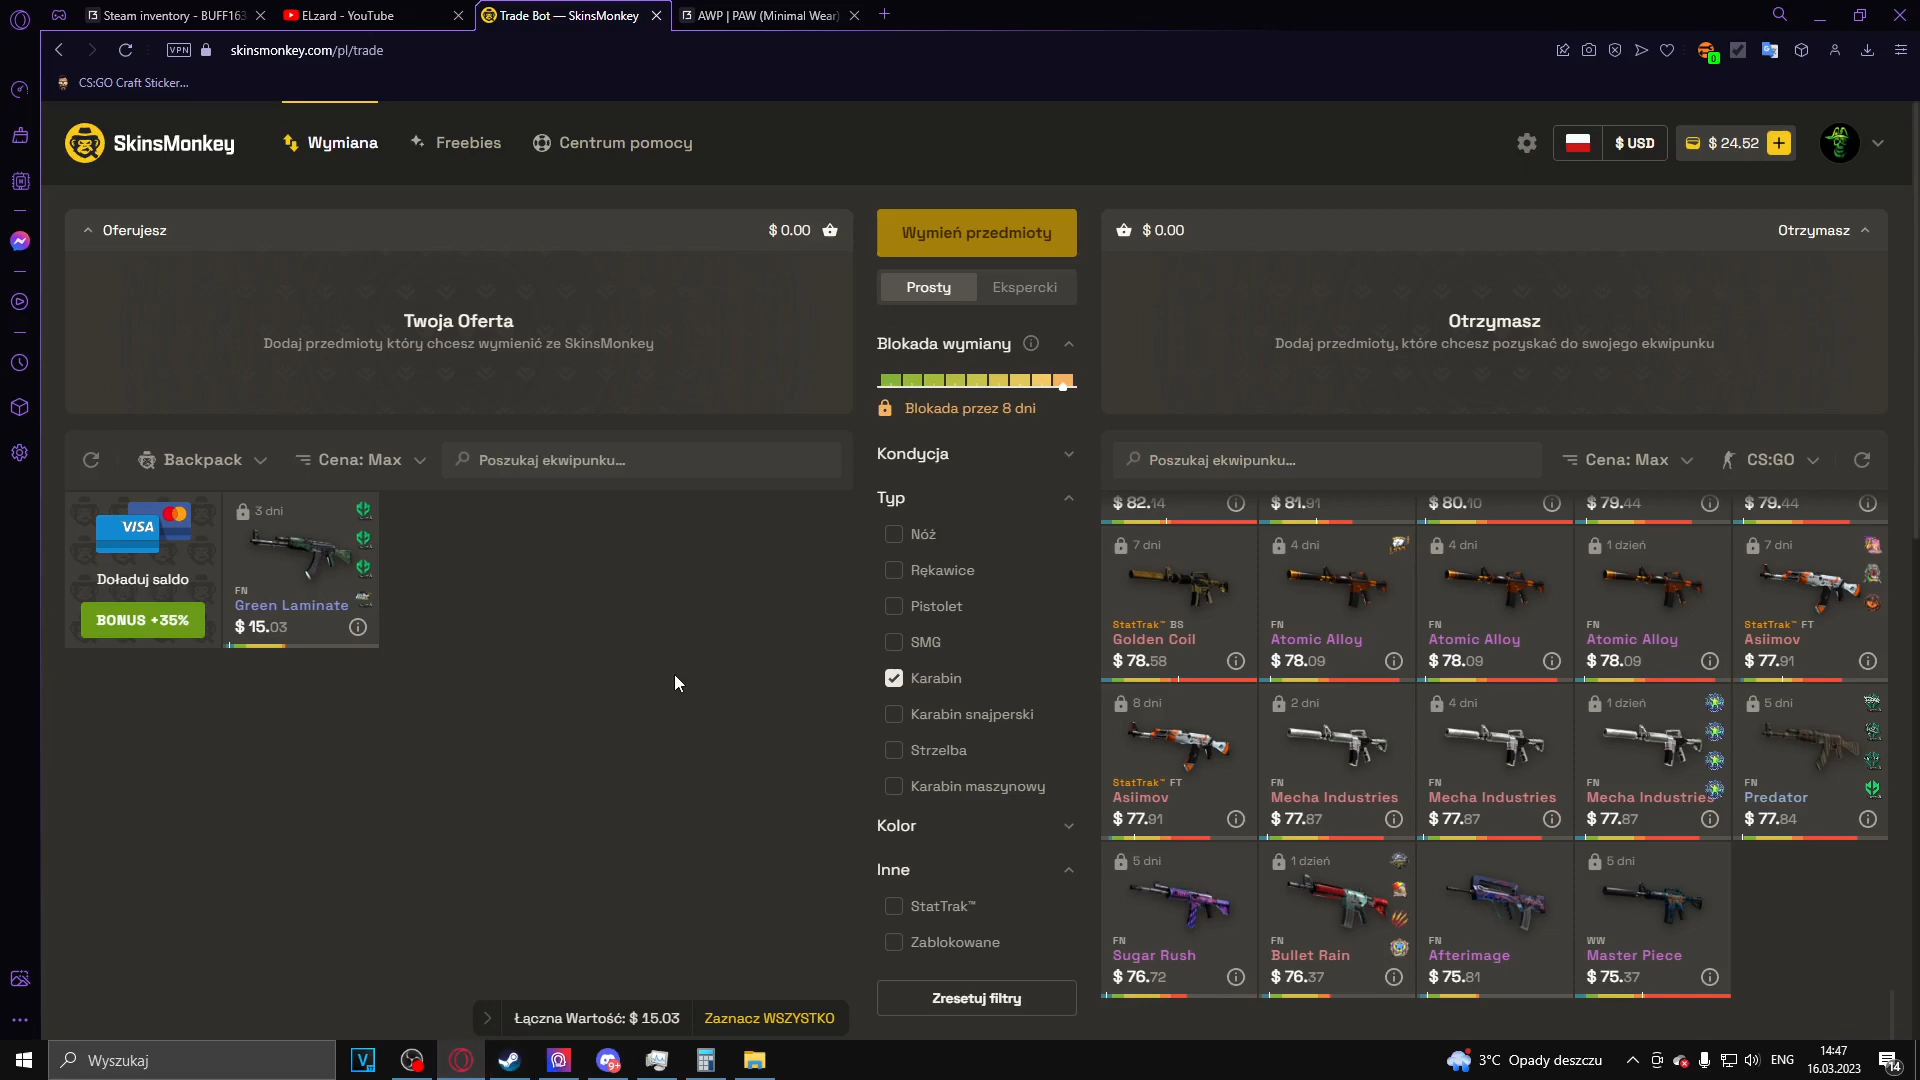 Steam inventory - BUFF163
ELzard - YouTube
Trade Bot — SkinsMonkey
AWP | PAW (Minimal Wear)
VPN
skinsmonkey.com/pl/trade
CS:GO Craft Sticker...
SkinsMonkey
Wymiana
Freebies
Centrum pomocy
$ USD
$ 24.52
Oferujesz
$ 0.00
Twoja Oferta
Dodaj przedmioty który chcesz wymienić ze SkinsMonkey
Wymień przedmioty
Prosty
Ekspercki
$ 0.00
Otrzymasz
Otrzymasz
Dodaj przedmioty, które chcesz pozyskać do swojego ekwipunku
Backpack
Cena: Max
Poszukaj ekwipunku...
VISA
Doładuj saldo
BONUS +35%
3 dni
FN
Green Laminate
$ 15.03
Łączna Wartość: $ 15.03
Zaznacz WSZYSTKO
Blokada wymiany
Blokada przez 8 dni
Kondycja
Typ
Nóż
Rękawice
Pistolet
SMG
Karabin
Karabin snajperski
Strzelba
Karabin maszynowy
Kolor
Inne
StatTrak™
Zablokowane
Zresetuj filtry
Poszukaj ekwipunku...
Cena: Max
CS:GO
$ 82.14
$ 81.91
$ 80.10
$ 79.44
$ 79.44
7 dni
StatTrak™ BS
Golden Coil
$ 78.58
4 dni
FN
Atomic Alloy
$ 78.09
4 dni
FN
Atomic Alloy
$ 78.09
1 dzień
FN
Atomic Alloy
$ 78.09
7 dni
StatTrak™ FT
Asiimov
$ 77.91
8 dni
StatTrak™ FT
Asiimov
$ 77.91
2 dni
FN
Mecha Industries
$ 77.87
4 dni
FN
Mecha Industries
$ 77.87
1 dzień
FN
Mecha Industries
$ 77.87
5 dni
FN
Predator
$ 77.84
5 dni
FN
Sugar Rush
$ 76.72
1 dzień
FN
Bullet Rain
$ 76.37
FN
Afterimage
$ 75.81
5 dni
WW
Master Piece
$ 75.37
Wyszukaj
9+
3°C Opady deszczu
ENG
14:47
16.03.2023
14